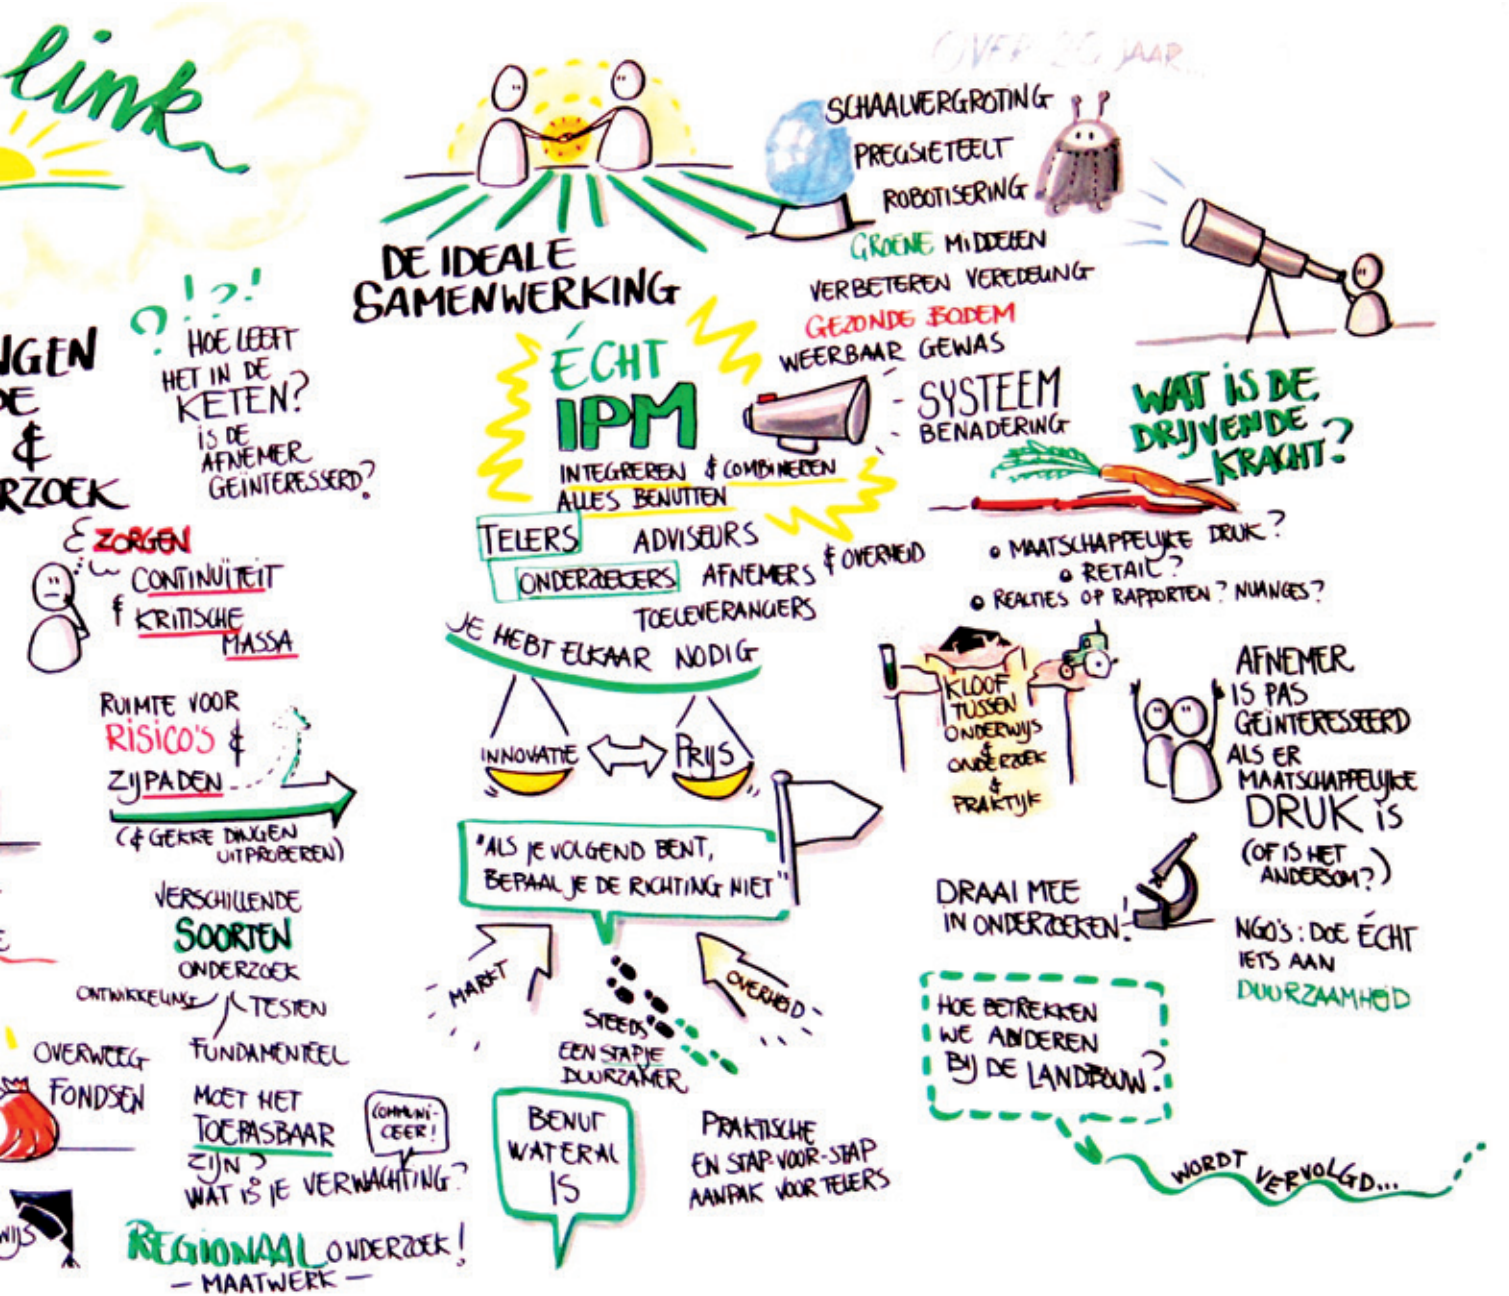 link
NGEN
DE
&
RZOEK
?!?!
HOE LEEFT
HET IN DE
KETEN?
IS DE
AFNEMER
GEÏNTERESSEERD?
& ZORGEN
CONTINUÏTEIT
& KRITISCHE
MASSA
RUIMTE VOOR
RISICO'S &
ZIJPADEN
(& GEKKE DINGEN
UITPROBEREN)
VERSCHILLENDE
SOORTEN
ONDERZOEK
ONTWIKKELING
TESTEN
FUNDAMENTEEL
OVERWEEG
FONDSEN
MOET HET
TOEPASBAAR
ZIJN?
WAT IS JE VERWACHTING?
COMMUNI-
CEER!
WIJS
REGIONAAL ONDERZOEK!
- MAATWERK -
DE IDEALE
SAMENWERKING
ÉCHT
IPM
INTEGREREN & COMBINEREN
ALLES BENUTTEN
TELERS ADVISEURS
ONDERZOEKERS AFNEMERS & OVERHEID
TOELEVERANCIERS
JE HEBT ELKAAR NODIG
INNOVATIE PRIJS
"ALS JE VOLGEND BENT,
BEPAAL JE DE RICHTING NIET"
MARKT
OVERHEID
STEEDS
EEN STAPJE
DUURZAMER
BENUT
WAT ER AL
IS
PRAKTISCHE
EN STAP-VOOR-STAP
AANPAK VOOR TELERS
OVER 20 JAAR...
SCHAALVERGROTING
PRECISIETEELT
ROBOTISERING
GROENE MIDDELEN
VERBETEREN VEREDELING
GEZONDE BODEM
WEERBAAR GEWAS
SYSTEEM
BENADERING
WAT IS DE
DRIJVENDE
KRACHT?
• MAATSCHAPPELIJKE DRUK?
• RETAIL?
• REACTIES OP RAPPORTEN? NUANGES?
KLOOF
TUSSEN
ONDERWIJS
&
ONDERZOEK
&
PRAKTIJK
AFNEMER
IS PAS
GEÏNTERESSEERD
ALS ER
MAATSCHAPPELIJKE
DRUK IS
(OF IS HET
ANDERSOM?)
DRAAI MEE
IN ONDERZOEKEN!
NGO'S: DOE ÉCHT
IETS AAN
DUURZAAMHEID
HOE BETREKKEN
WE ANDEREN
BIJ DE LANDBOUW?
WORDT VERVOLGD...